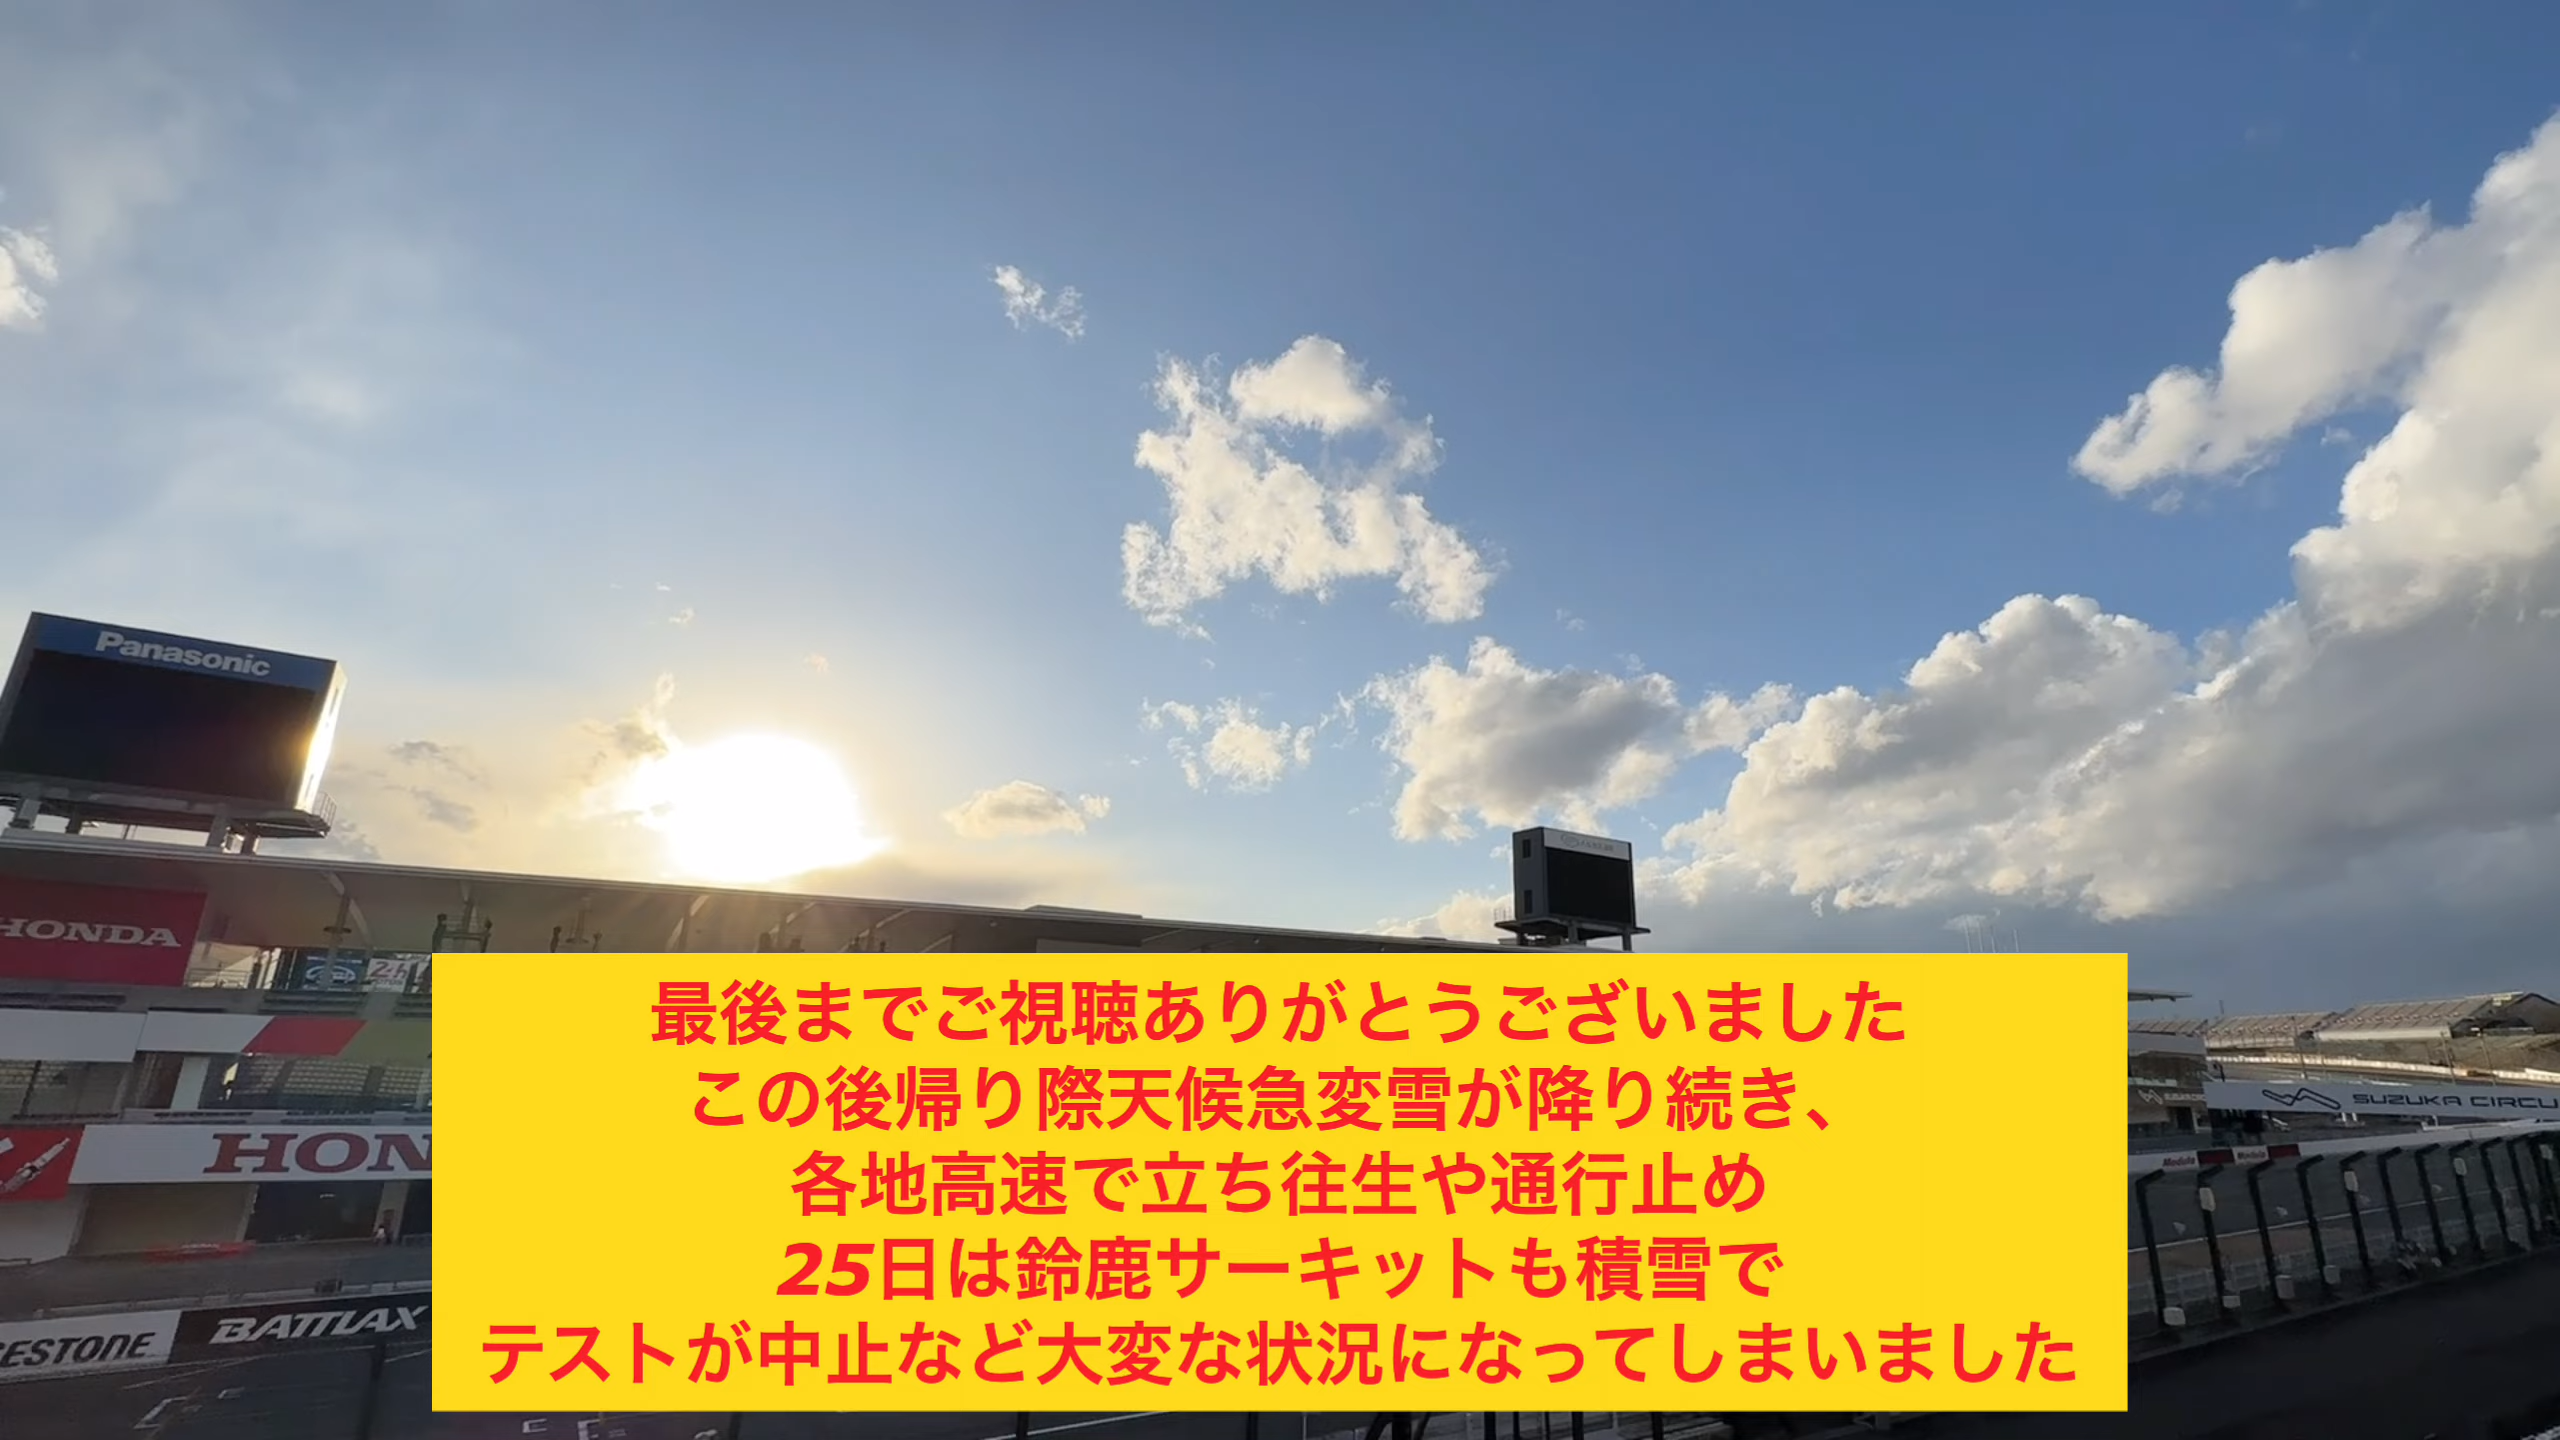 Panasonic
HONDA
24h
HON
ESTONE
BATTLAX
SUZUKA CIRCU
Modulo Modulo
最後までご視聴ありがとうございました
この後帰り際天候急変雪が降り続き、
各地高速で立ち往生や通行止め
25日は鈴鹿サーキットも積雪で
テストが中止など大変な状況になってしまいました